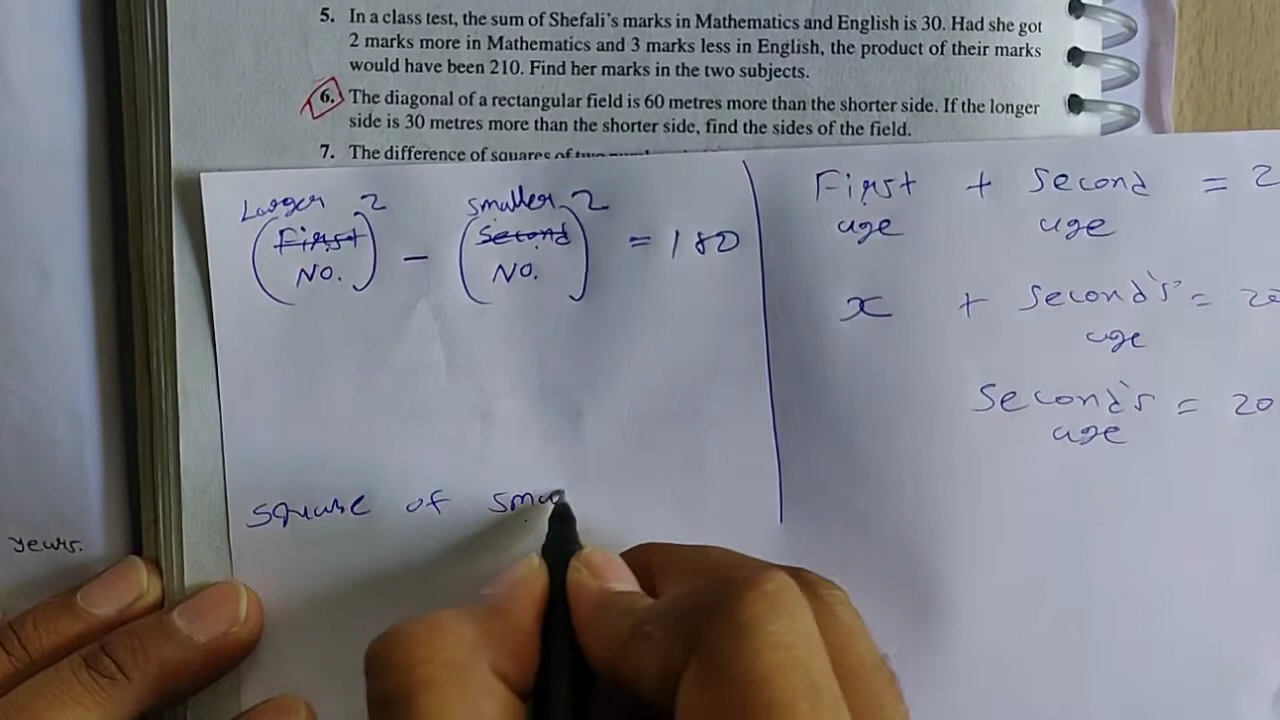 5. In a class test, the sum of Shefali's marks in Mathematics and English is 30. Had she got
2 marks more in Mathematics and 3 marks less in English, the product of their marks
would have been 210. Find her marks in the two subjects.
6. The diagonal of a rectangular field is 60 metres more than the shorter side. If the longer
side is 30 metres more than the shorter side, find the sides of the field.
7. The difference of squares of two
Larger 2 smaller 2
(First No.) - (Second No.) = 180
square of sma
First age + second age = 2
x + second's age = 20
second's age = 20
years.